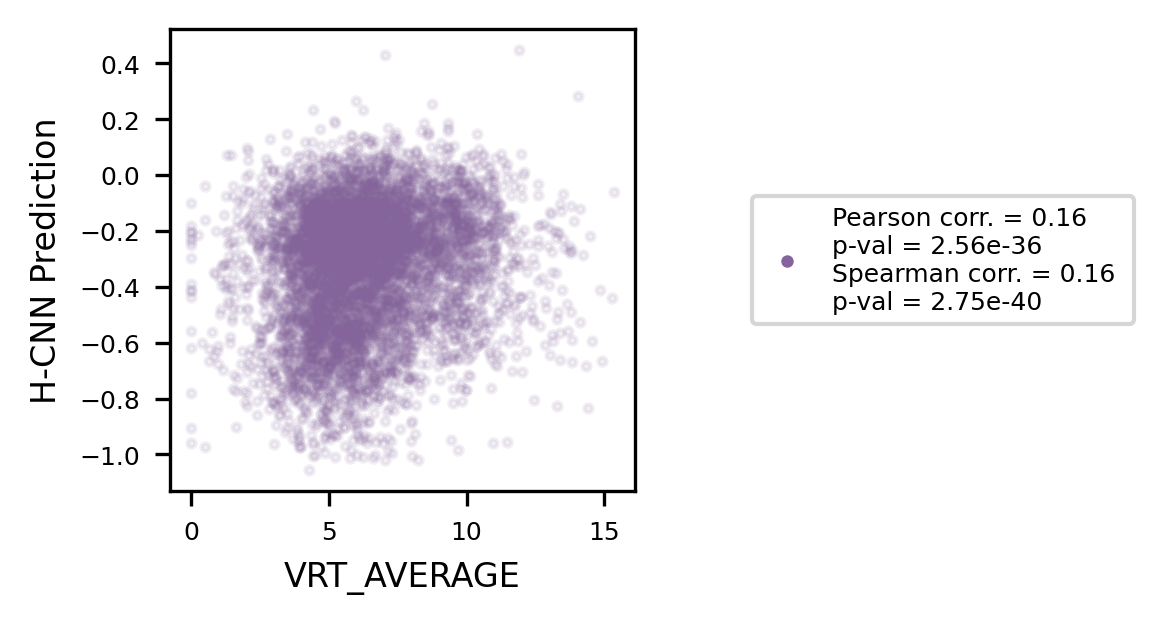 0.4
0.2
0.0
−0.2
−0.4
−0.6
−0.8
−1.0
H-CNN Prediction
0
5
10
15
VRT_AVERAGE
Pearson corr. = 0.16
p-val = 2.56e-36
Spearman corr. = 0.16
p-val = 2.75e-40